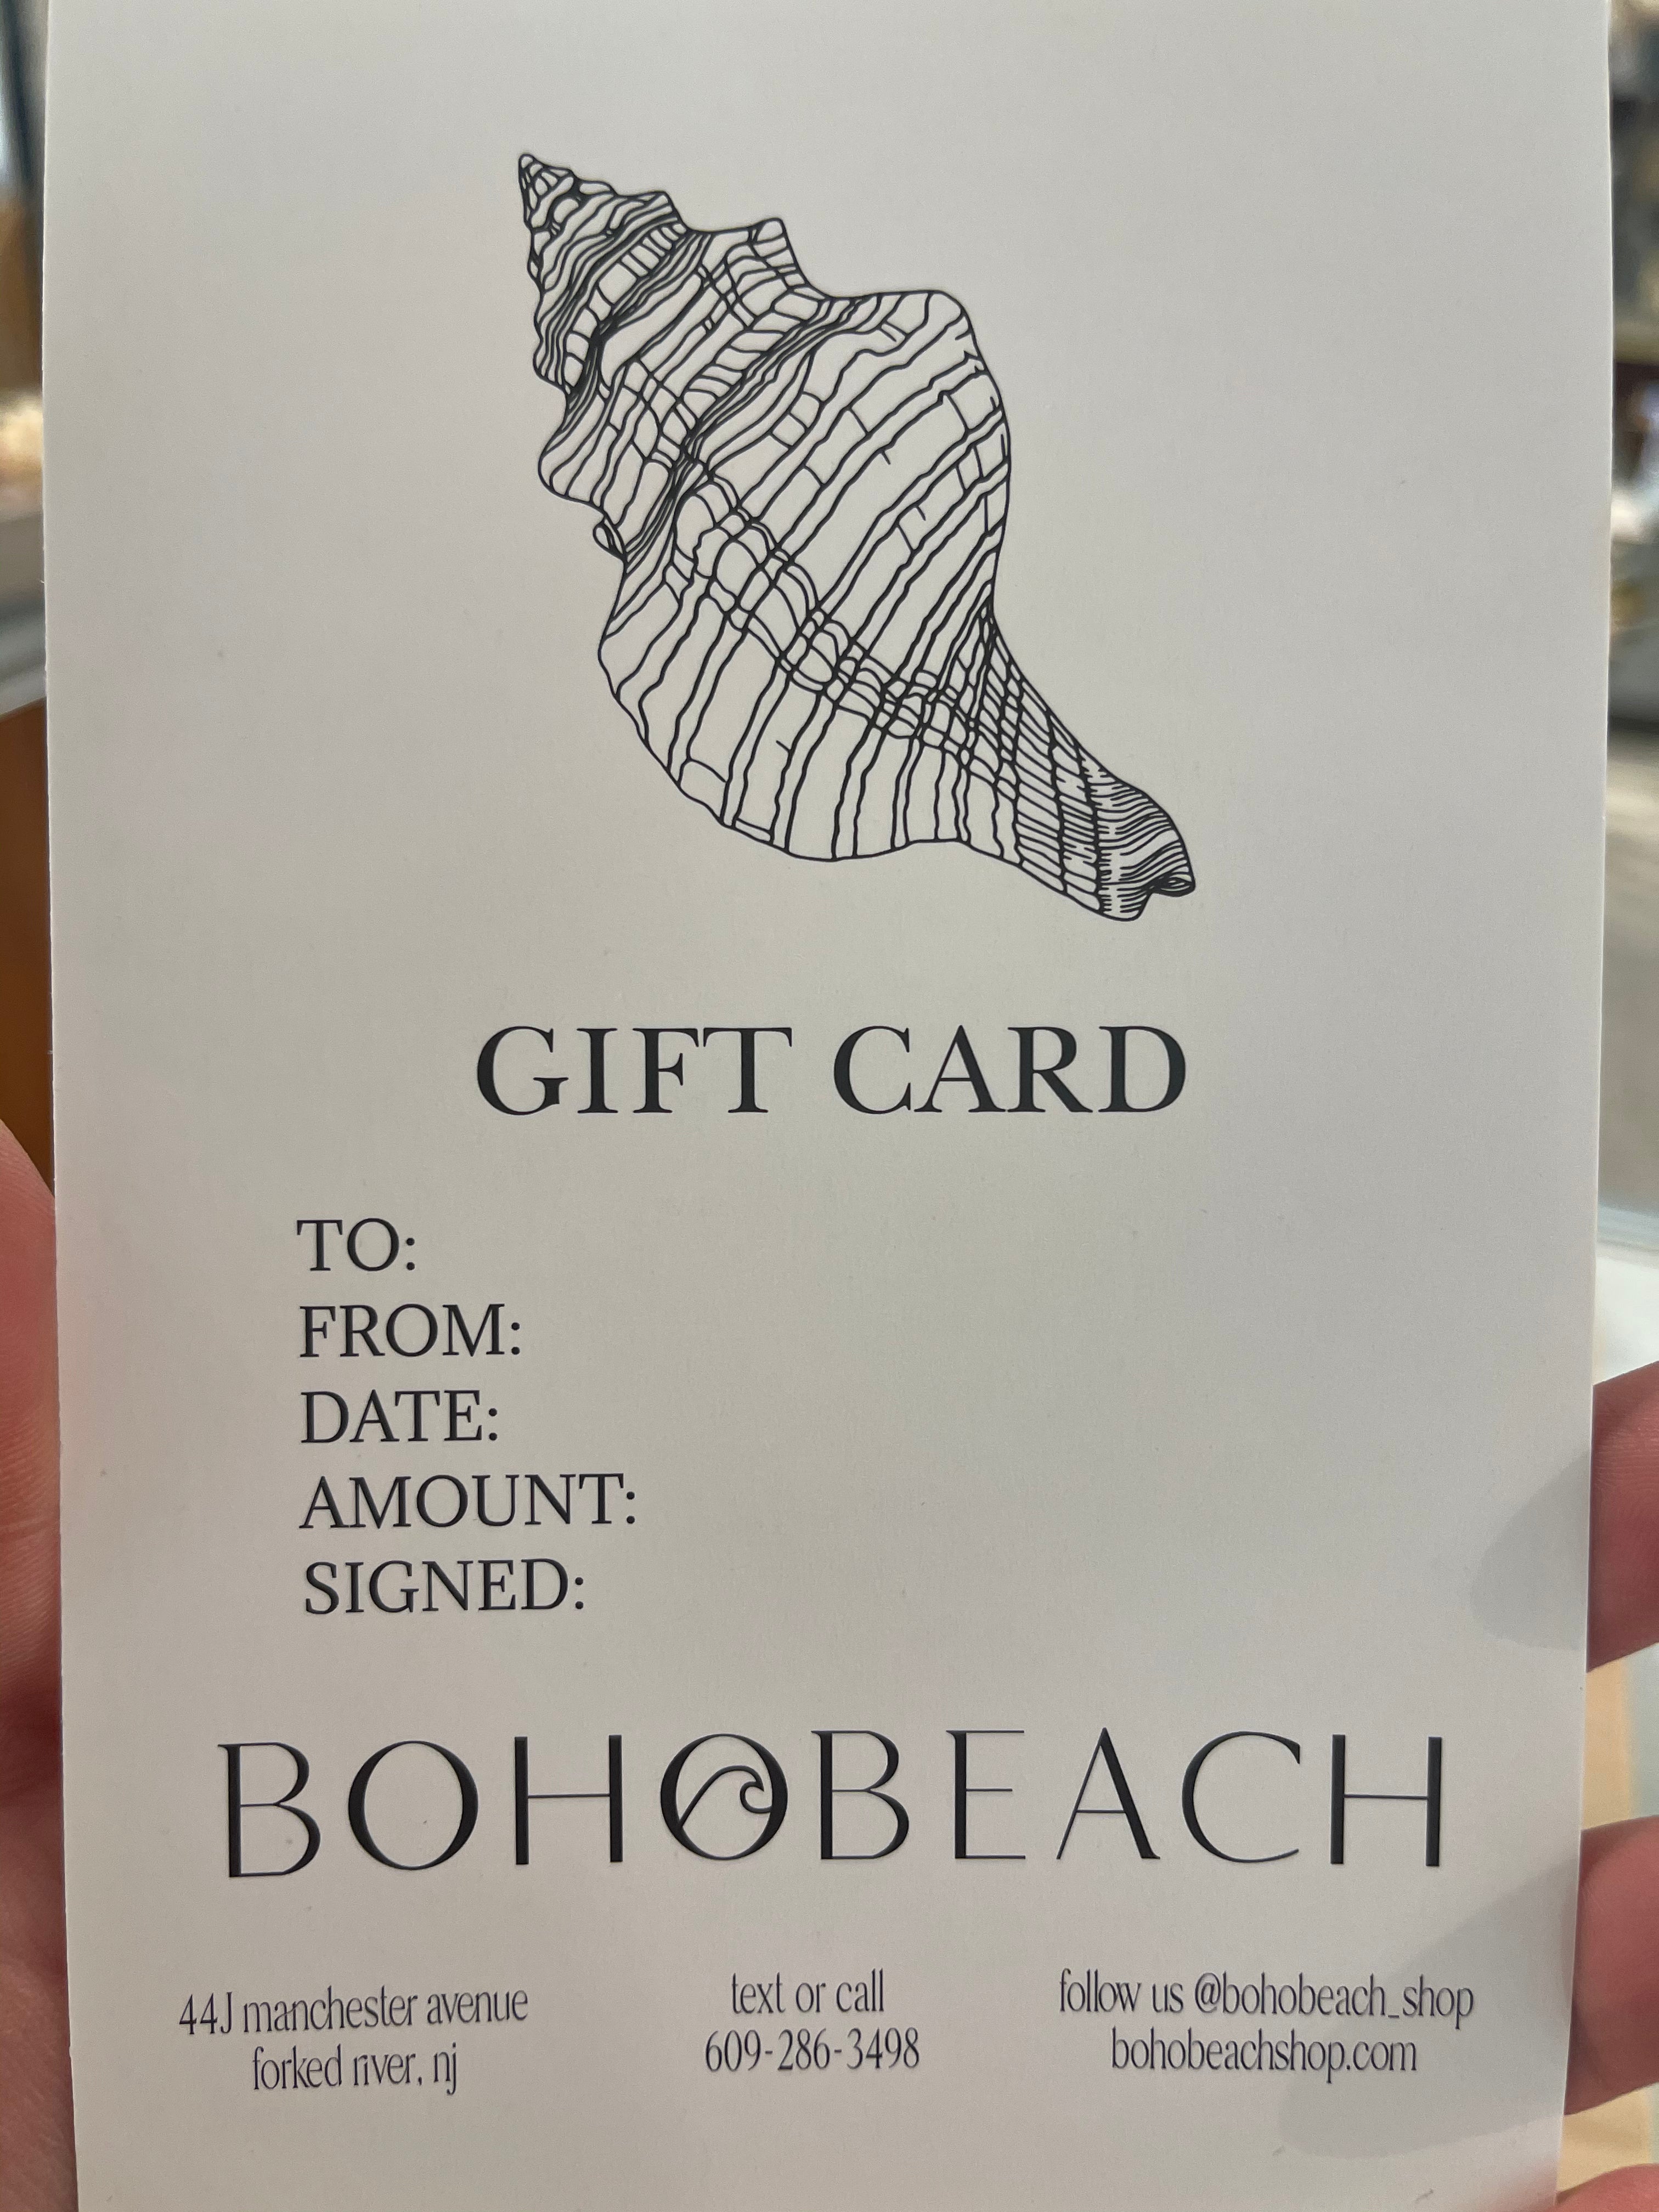 GIFT CARD
TO:
FROM:
DATE:
AMOUNT:
SIGNED:
BOHOBEACH
44J manchester avenue
forked river, nj
text or call
609-286-3498
follow us @bohobeach_shop
bohobeachshop.com